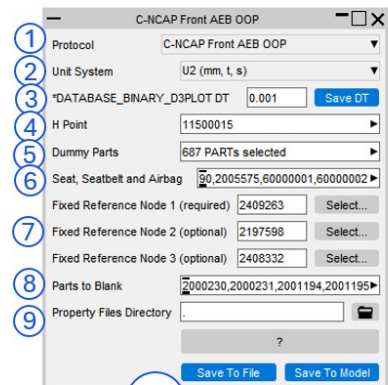 C-NCAP Front AEB OOP
1 Protocol C-NCAP Front AEB OOP
2 Unit System U2 (mm, t, s)
3 *DATABASE_BINARY_D3PLOT DT 0.001 Save DT
4 H Point 11500015
5 Dummy Parts 687 PARTs selected
6 Seat, Seatbelt and Airbag 90,2005575,60000001,60000002
Fixed Reference Node 1 (required) 2409263 Select...
7 Fixed Reference Node 2 (optional) 2197598 Select...
Fixed Reference Node 3 (optional) 2408332 Select...
8 Parts to Blank 2000230,2000231,2001194,2001195
9 Property Files Directory .
?
Save To File Save To Model